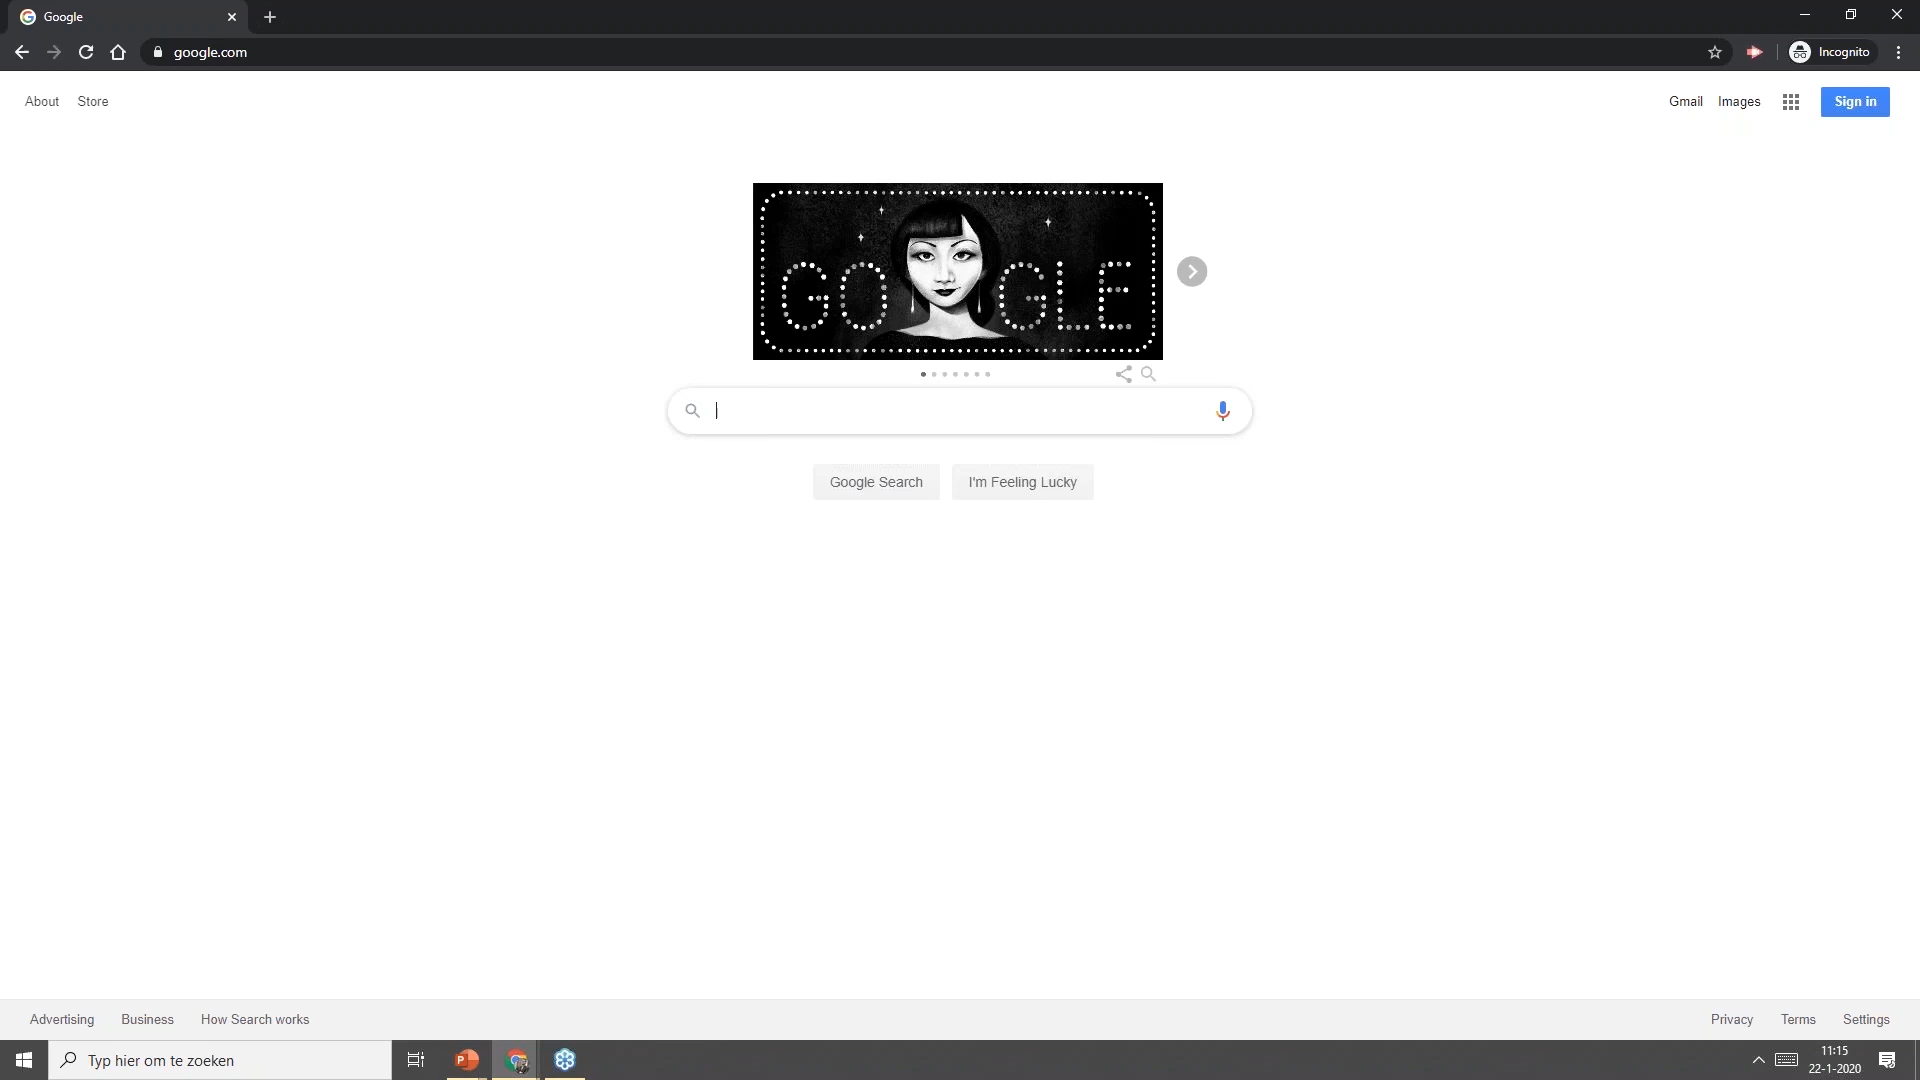 Google
google.com
Incognito
About Store
Gmail Images Sign in
GOOGLE
Google Search I'm Feeling Lucky
Advertising Business How Search works
Privacy Terms Settings
Typ hier om te zoeken
11:15
22-1-2020